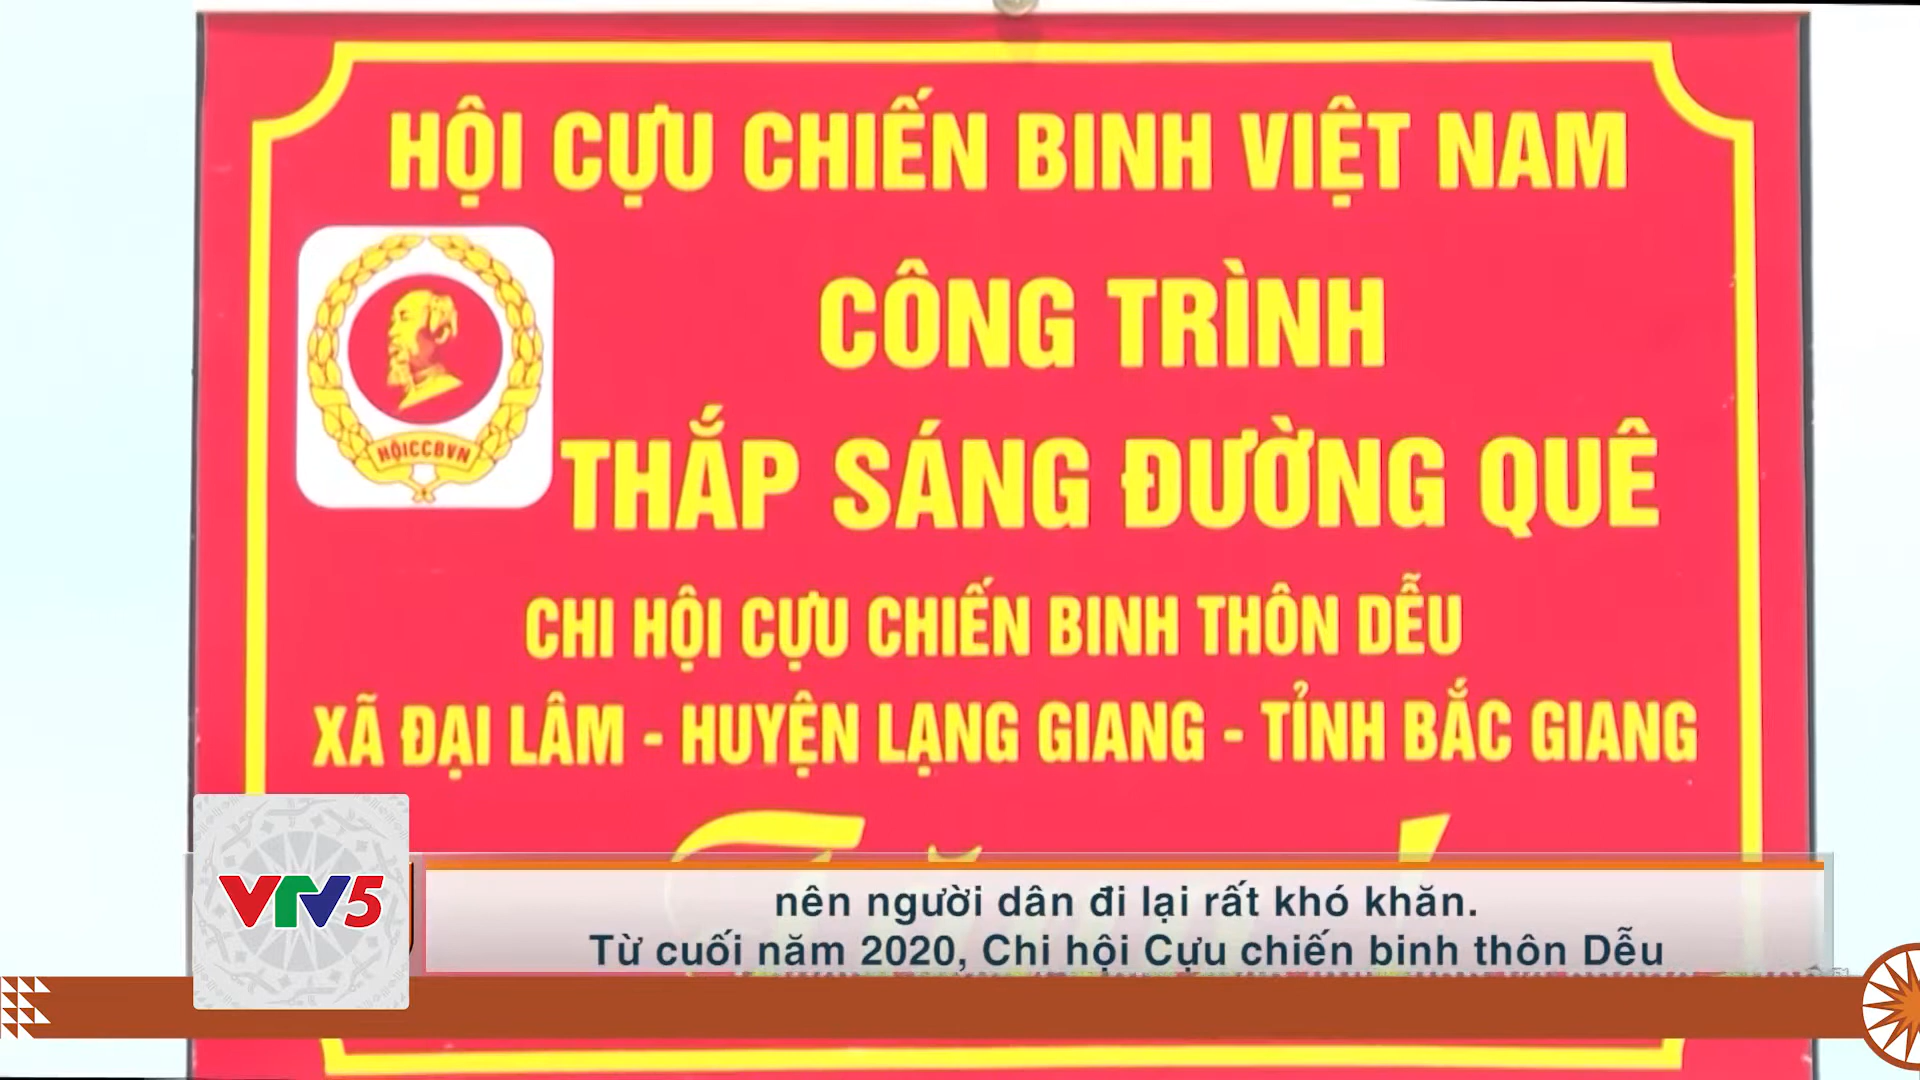 HỘI CỰU CHIẾN BINH VIỆT NAM
CÔNG TRÌNH
HỘICCBVN
THẮP SÁNG ĐƯỜNG QUÊ
CHI HỘI CỰU CHIẾN BINH THÔN DỄU
XÃ ĐẠI LÂM - HUYỆN LẠNG GIANG - TỈNH BẮC GIANG
VTV5
nên người dân đi lại rất khó khăn.
Từ cuối năm 2020, Chi hội Cựu chiến binh thôn Dễu